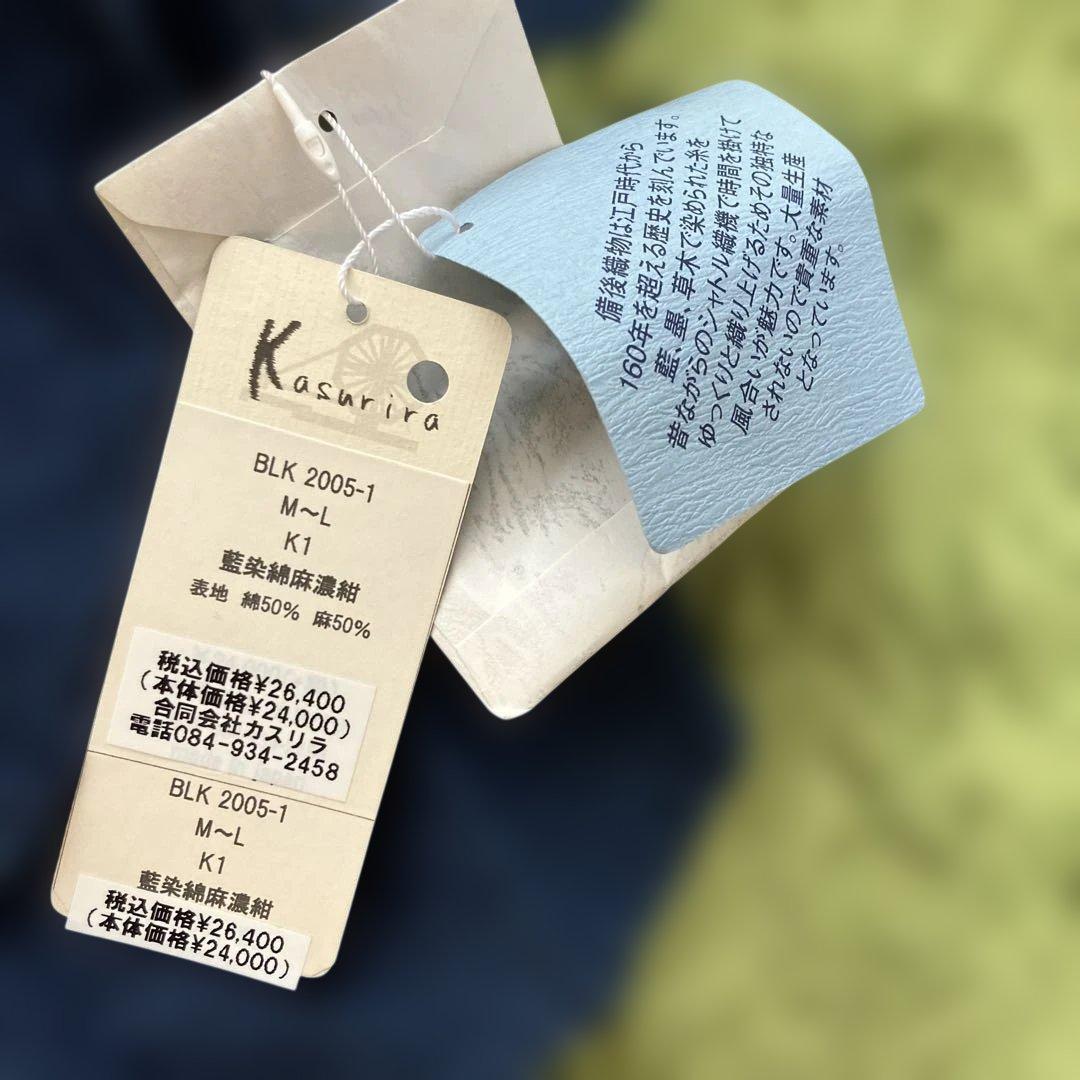 Kasurira
BLK 2005-1
M～L
K1
藍染綿麻濃紺
表地 綿50% 麻50%
税込価格¥26,400
(本体価格¥24,000)
合同会社カスリラ
電話084-934-2458
BLK 2005-1
M～L
K1
藍染綿麻濃紺
税込価格¥26,400
(本体価格¥24,000)
備後織物は江戸時代から
160年を超える歴史を刻んでいます。
藍、墨、草木で染められた糸を
昔ながらのシャトル織機で時間を掛けて
ゆっくりと織り上げるためその独特な
風合いが魅力です。大量生産
されないので貴重な素材
となっています。